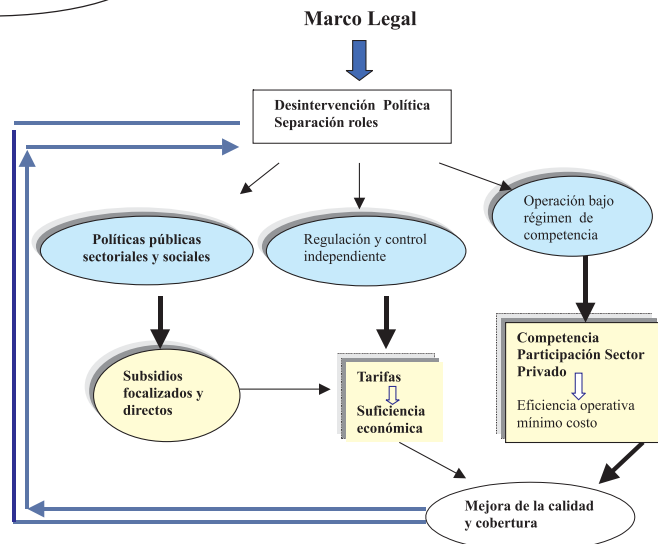 Marco Legal
Desintervención Política
Separación roles
Políticas públicas
sectoriales y sociales
Regulación y control
independiente
Operación bajo
régimen de
competencia
Subsidios
focalizados y
directos
Tarifas
Suficiencia
económica
Competencia
Participación Sector
Privado
Eficiencia operativa
mínimo costo
Mejora de la calidad
y cobertura